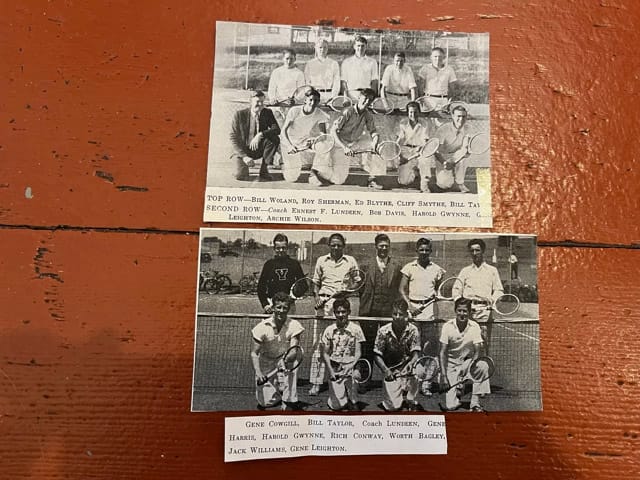 TOP ROW—BILL WOLAND, ROY SHERMAN, ED BLYTHE, CLIFF SMYTHE, BILL TAY
SECOND ROW—Coach ERNEST F. LUNDEEN, BOB DAVIS, HAROLD GWYNNE, G
LEIGHTON, ARCHIE WILSON.
Y
GENE COWGILL, BILL TAYLOR, Coach LUNDEEN, GENE
HARRIS, HAROLD GWYNNE, RICH CONWAY, WORTH BAGLEY,
JACK WILLIAMS, GENE LEIGHTON.